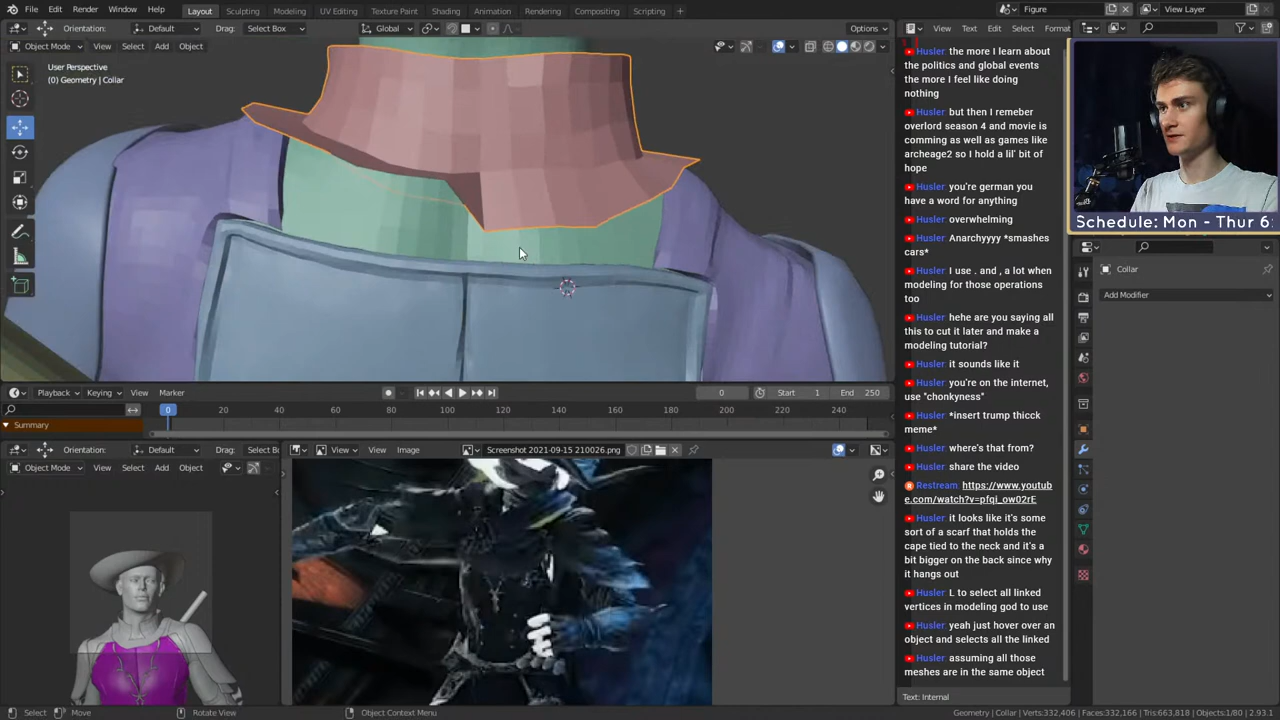 File Edit Render Window Help Layout Sculpting Modeling UV Editing Texture Paint Shading Animation Rendering Compositing Scripting + Figure View Layer
Orientation: Default Drag: Select Box Global Options
View Text Edit Select Format
Object Mode View Select Add Object
User Perspective
(0) Geometry | Collar
Husler the more I learn about
the politics and global events
the more I feel like doing
nothing
Husler but then I remeber
overlord season 4 and movie is
comming as well as games like
archeage2 so I hold a lil' bit of
hope
Husler you're german you
have a word for anything
Husler overwhelming
Husler Anarchyyyy *smashes
cars*
Husler I use . and , a lot when
modeling for those operations
too
Husler hehe are you saying all
this to cut it later and make a
modeling tutorial?
Husler it sounds like it
Husler you're on the internet,
use "chonkyness"
Husler *insert trump thicck
meme*
Husler where's that from?
Husler share the video
Restream https://www.youtub
e.com/watch?v=pfqi_ow02rE
Husler it looks like it's some
sort of a scarf that holds the
cape tied to the neck and it's a
bit bigger on the back since why
it hangs out
Husler L to select all linked
vertices in modeling god to use
Husler yeah just hover over an
object and selects all the linked
Husler assuming all those
meshes are in the same object
Text: Internal
Schedule: Mon - Thur 6:
Collar
Add Modifier
Playback Keying View Marker 0 Start 1 End 250
0 20 40 60 80 100 120 140 160 180 200 220 240
Summary
Orientation: Default Drag: Select B
Object Mode View Select Add Object
View View Image Screenshot 2021-09-15 210026.png
Select Move Rotate View Object Context Menu
Geometry | Collar | Verts:332,406 | Faces:332,166 | Tris:663,818 | Objects:1/80 | 2.93.1